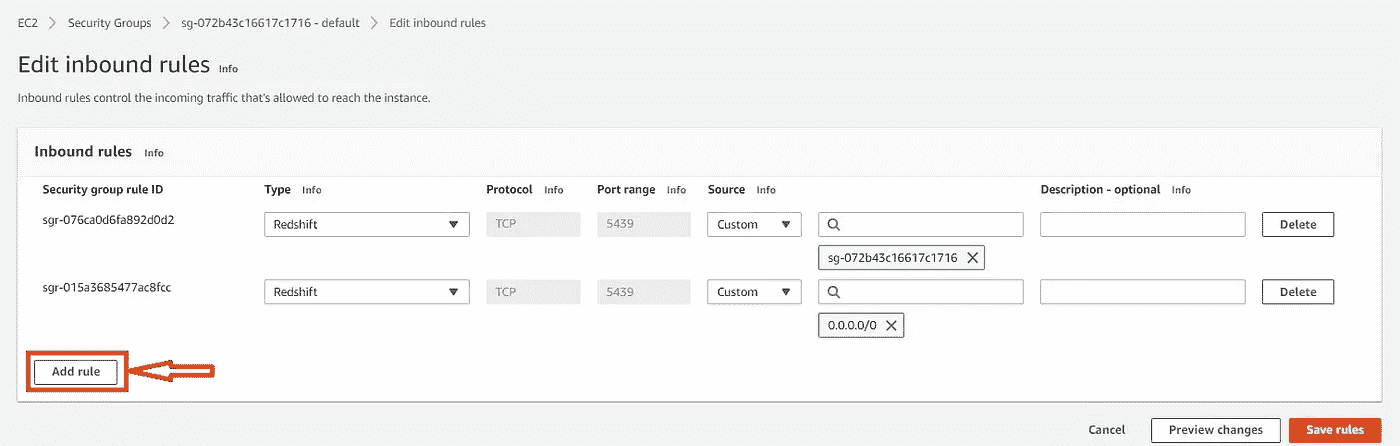 EC2 > Security Groups > sg-072b43c16617c1716 - default > Edit inbound rules
Edit inbound rules Info
Inbound rules control the incoming traffic that's allowed to reach the instance.
Inbound rules Info
Security group rule ID Type Info Protocol Info Port range Info Source Info Description - optional Info
sgr-076ca0d6fa892d0d2 Redshift TCP 5439 Custom Delete
sg-072b43c16617c1716
sgr-015a3685477ac8fcc Redshift TCP 5439 Custom Delete
0.0.0.0/0
Add rule
Cancel Preview changes Save rules